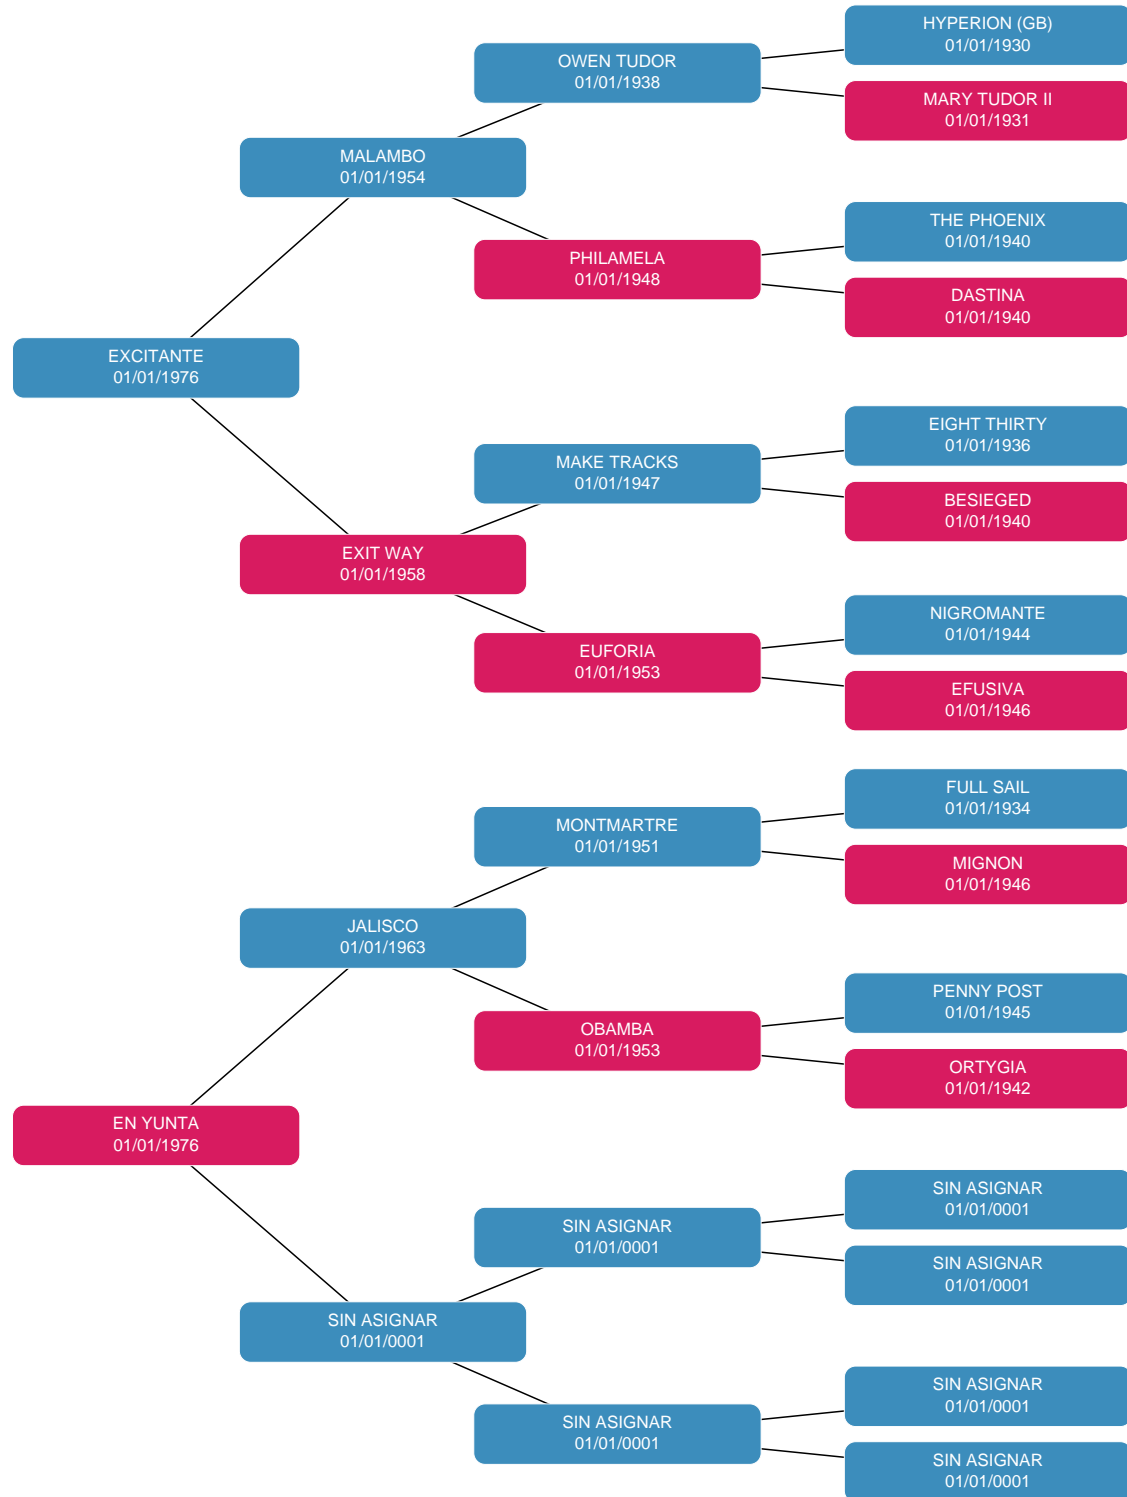 HYPERION (GB)
01/01/1930
OWEN TUDOR
01/01/1938
MARY TUDOR II
01/01/1931
MALAMBO
01/01/1954
THE PHOENIX
01/01/1940
PHILAMELA
01/01/1948
DASTINA
01/01/1940
EXCITANTE
01/01/1976
EIGHT THIRTY
01/01/1936
MAKE TRACKS
01/01/1947
BESIEGED
01/01/1940
EXIT WAY
01/01/1958
NIGROMANTE
01/01/1944
EUFORIA
01/01/1953
EFUSIVA
01/01/1946
FULL SAIL
01/01/1934
MONTMARTRE
01/01/1951
MIGNON
01/01/1946
JALISCO
01/01/1963
PENNY POST
01/01/1945
OBAMBA
01/01/1953
ORTYGIA
01/01/1942
EN YUNTA
01/01/1976
SIN ASIGNAR
01/01/0001
SIN ASIGNAR
01/01/0001
SIN ASIGNAR
01/01/0001
SIN ASIGNAR
01/01/0001
SIN ASIGNAR
01/01/0001
SIN ASIGNAR
01/01/0001
SIN ASIGNAR
01/01/0001